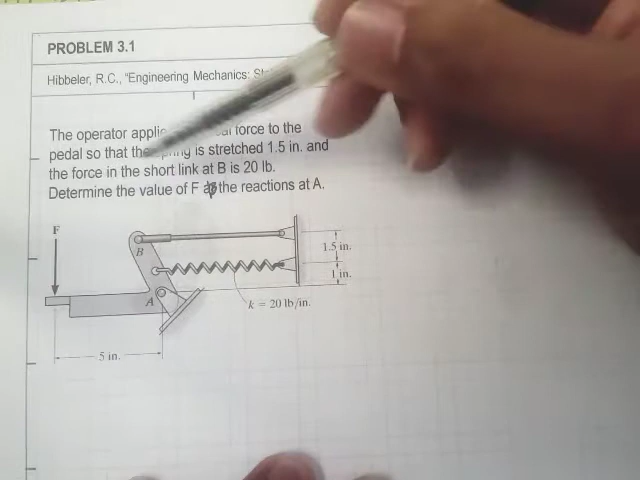 PROBLEM 3.1
Hibbeler, R.C., "Engineering Mechanics:
The operator force to the
pedal so that the is stretched 1.5 in. and
the force in the short link at B is 20 lb.
Determine the value of F the reactions at A.
F
B
1.5 in.
1 in.
A
k = 20 lb/in.
5 in.